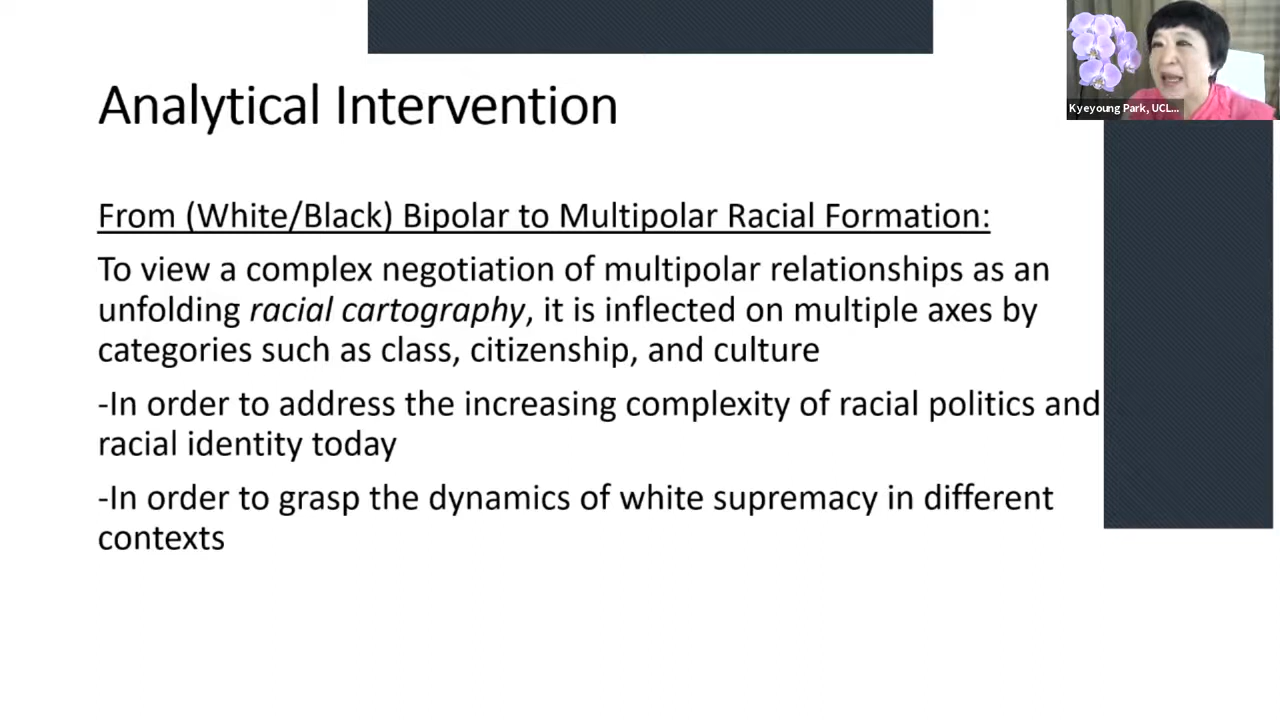 Analytical Intervention
Kyeyoung Park, UCL...
From (White/Black) Bipolar to Multipolar Racial Formation:
To view a complex negotiation of multipolar relationships as an
unfolding racial cartography, it is inflected on multiple axes by
categories such as class, citizenship, and culture
-In order to address the increasing complexity of racial politics and
racial identity today
-In order to grasp the dynamics of white supremacy in different
contexts